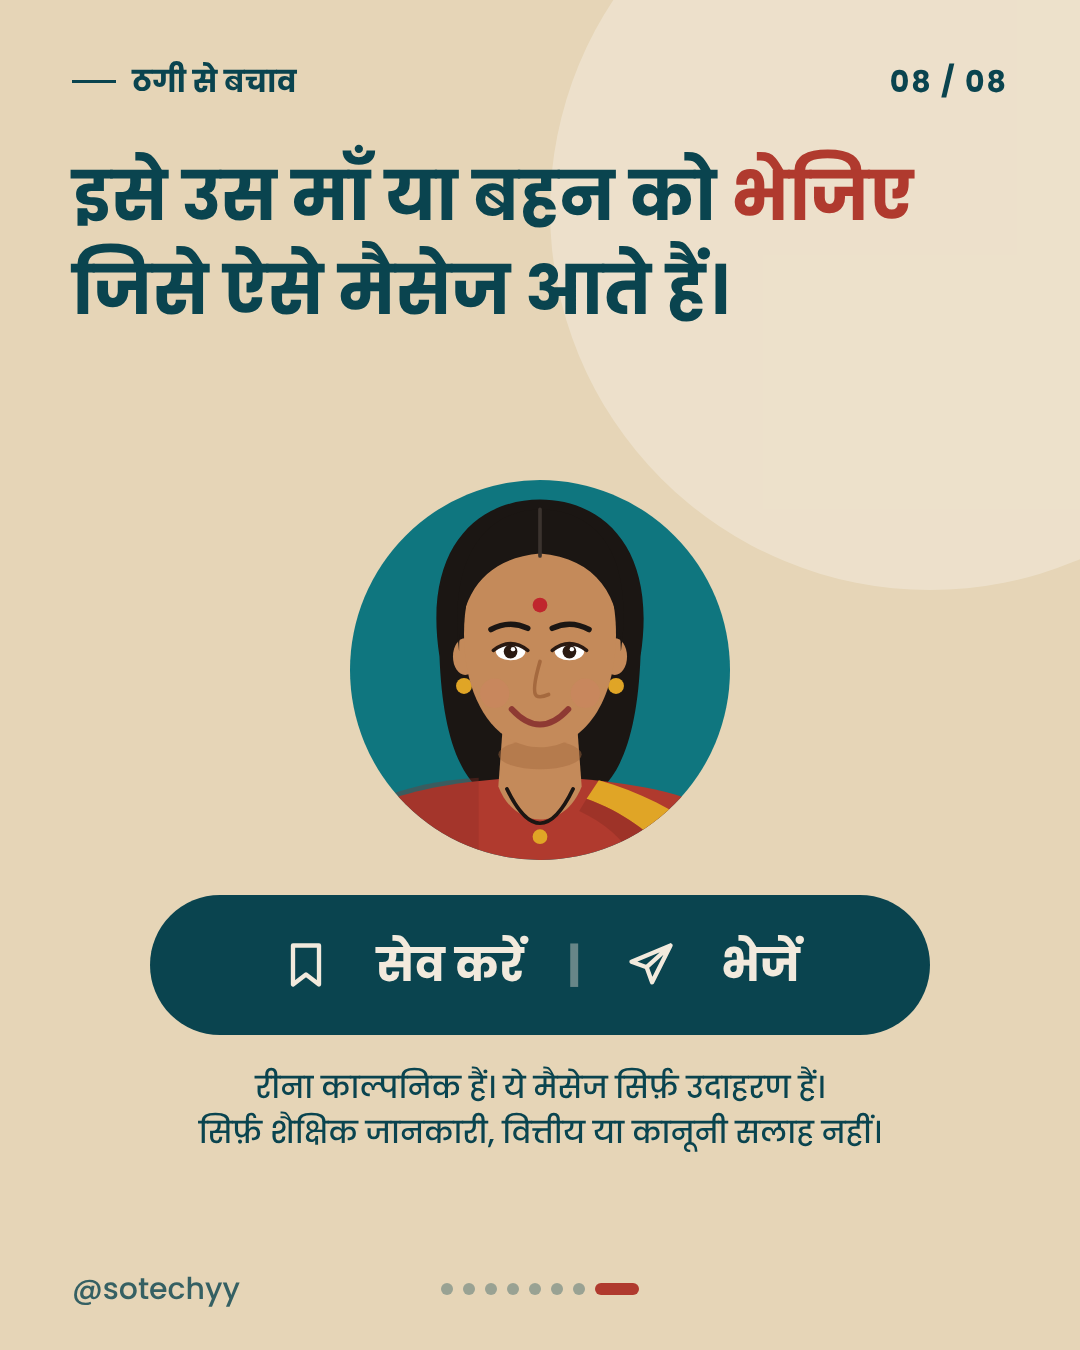 ठगी से बचाव
08 / 08
इसे उस माँ या बहन को भेजिए
जिसे ऐसे मैसेज आते हैं।
सेव करें | भेजें
रीना काल्पनिक हैं। ये मैसेज सिर्फ़ उदाहरण हैं।
सिर्फ़ शैक्षिक जानकारी, वित्तीय या कानूनी सलाह नहीं।
@sotechyy